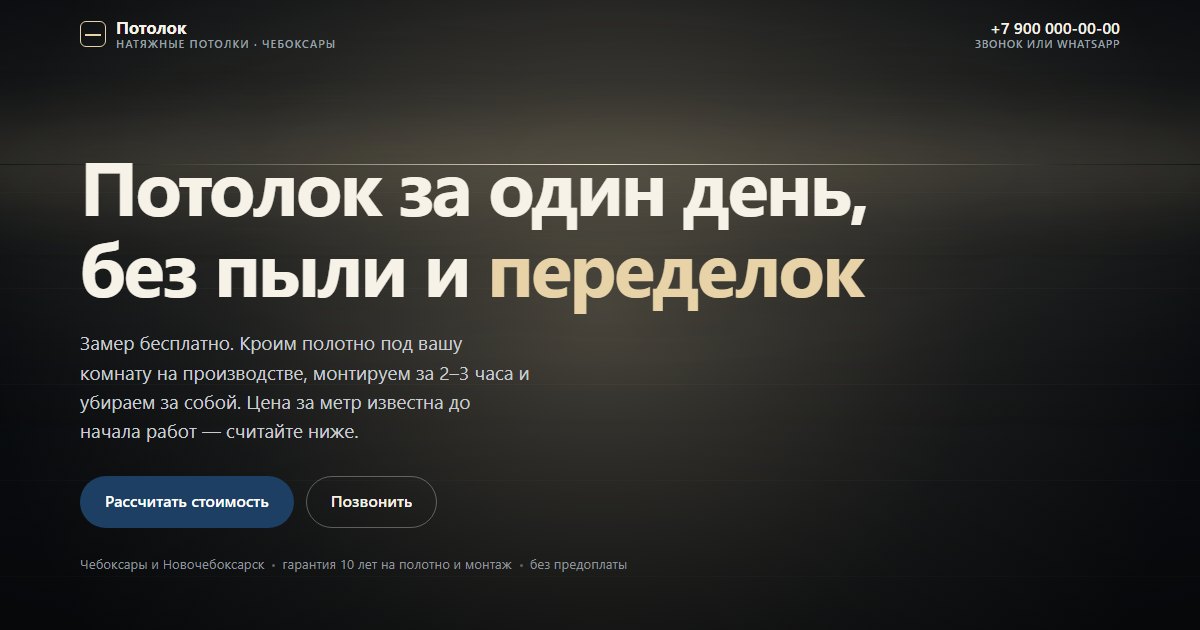 Потолок
НАТЯЖНЫЕ ПОТОЛКИ · ЧЕБОКСАРЫ
+7 900 000-00-00
ЗВОНОК ИЛИ WHATSAPP
Потолок за один день,
без пыли и переделок
Замер бесплатно. Кроим полотно под вашу
комнату на производстве, монтируем за 2–3 часа и
убираем за собой. Цена за метр известна до
начала работ — считайте ниже.
Рассчитать стоимость
Позвонить
Чебоксары и Новочебоксарск • гарантия 10 лет на полотно и монтаж • без предоплаты